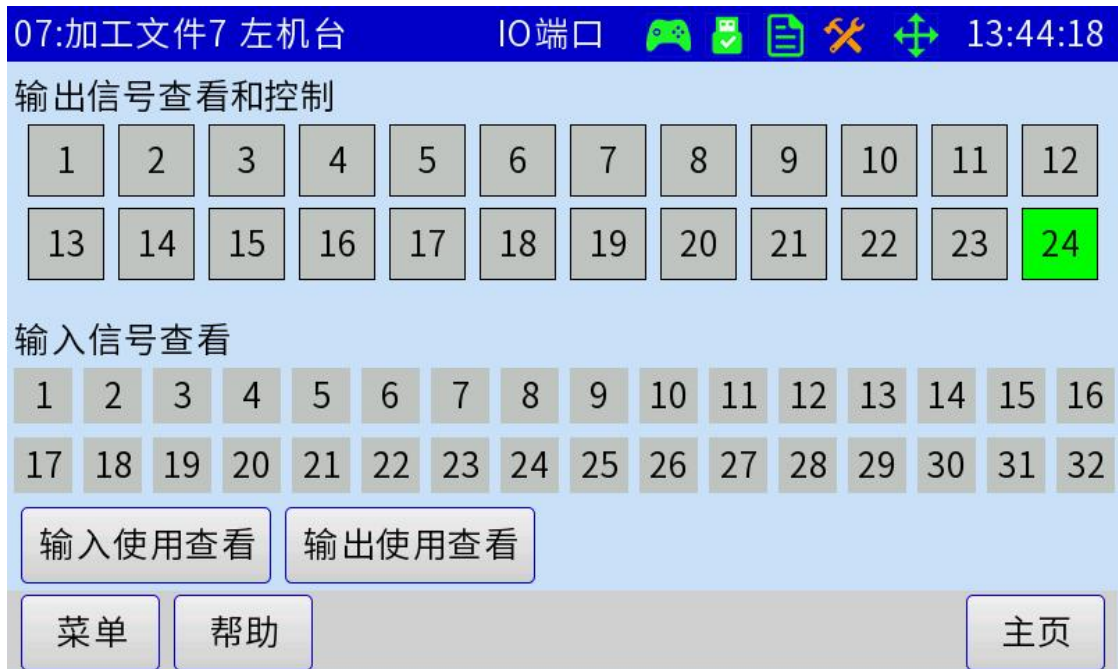 07:加工文件7 左机台 IO端口 13:44:18
输出信号查看和控制
1 2 3 4 5 6 7 8 9 10 11 12
13 14 15 16 17 18 19 20 21 22 23 24
输入信号查看
1 2 3 4 5 6 7 8 9 10 11 12 13 14 15 16
17 18 19 20 21 22 23 24 25 26 27 28 29 30 31 32
输入使用查看 输出使用查看
菜单 帮助 主页